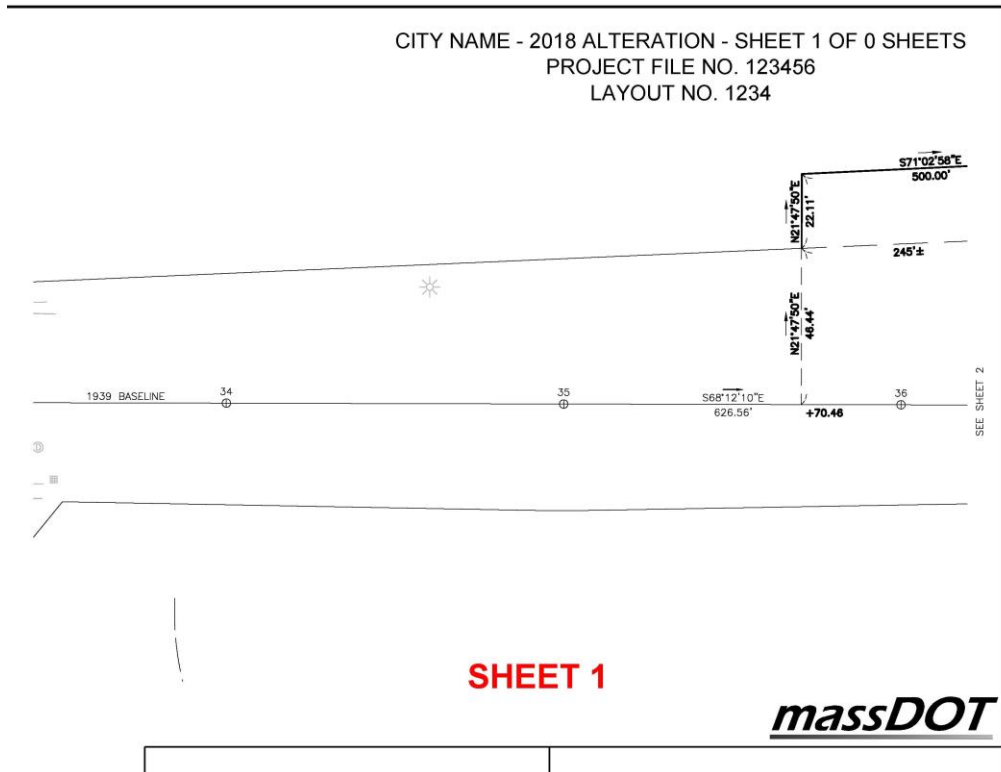 CITY NAME - 2018 ALTERATION - SHEET 1 OF 0 SHEETS
PROJECT FILE NO. 123456
LAYOUT NO. 1234
S71°02'58"E
500.00'
N21°47'50"E
22.11'
245'±
N21°47'50"E
46.44'
1939 BASELINE
34
35
S68°12'10"E
626.56'
+70.46
36
SEE SHEET 2
SHEET 1
massDOT